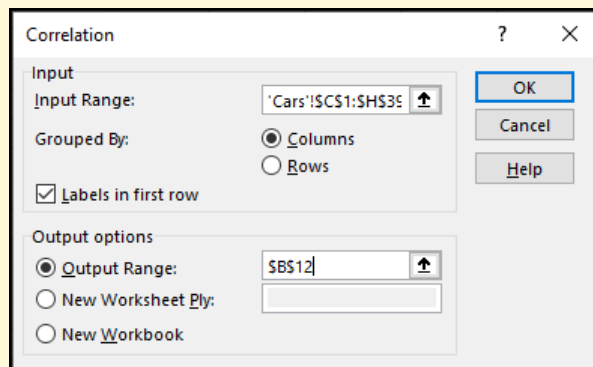 Correlation ? ×
Input
Input Range: 'Cars'!$C$1:$H$39
OK
Grouped By: Columns
Cancel
Rows
Help
Labels in first row
Output options
Output Range: $B$12
New Worksheet Ply:
New Workbook